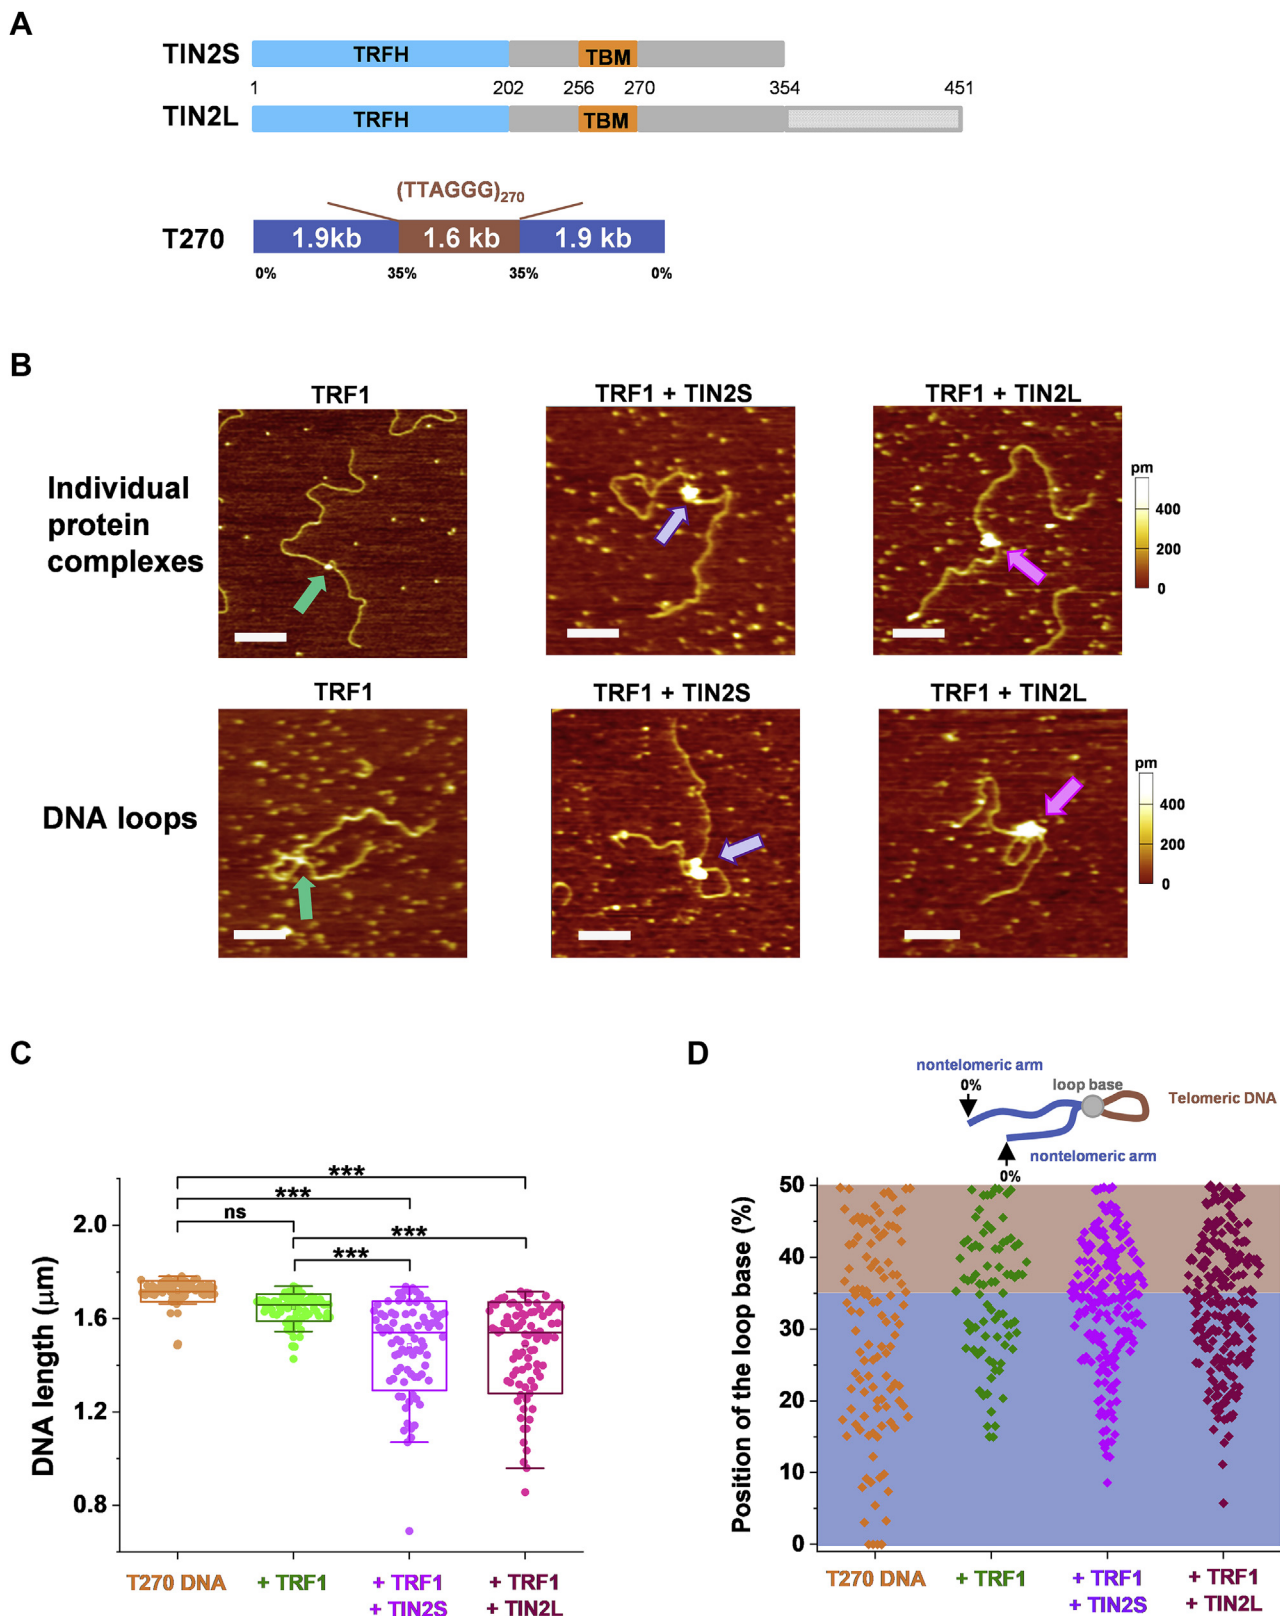 A
TIN2S
TRFH
TBM
1
202
256
270
354
451
TIN2L
TRFH
TBM
(TTAGGG)270
T270
1.9kb
1.6 kb
1.9 kb
0%
35%
35%
0%
B
TRF1
TRF1 + TIN2S
TRF1 + TIN2L
Individual
protein
complexes
pm
400
200
0
TRF1
TRF1 + TIN2S
TRF1 + TIN2L
DNA loops
pm
400
200
0
C
***
***
ns
***
***
DNA length (μm)
2.0
1.6
1.2
0.8
T270 DNA
+ TRF1
+ TRF1
+ TIN2S
+ TRF1
+ TIN2L
D
nontelomeric arm
0%
loop base
Telomeric DNA
nontelomeric arm
0%
Position of the loop base (%)
50
40
30
20
10
0
T270 DNA
+ TRF1
+ TRF1
+ TIN2S
+ TRF1
+ TIN2L